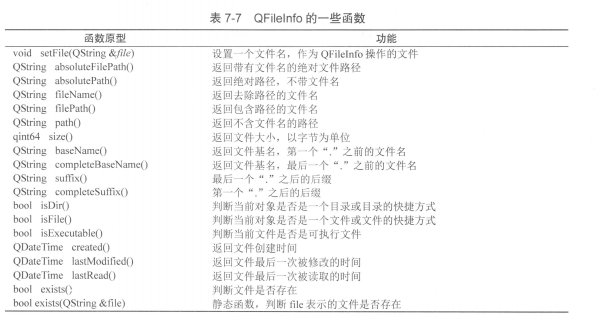 表 7-7 QFileInfo 的一些函数
函数原型 功能
void setFile(QString &file) 设置一个文件名，作为 QFileInfo 操作的文件
QString absoluteFilePath() 返回带有文件名的绝对文件路径
QString absolutePath() 返回绝对路径，不带文件名
QString fileName() 返回去除路径的文件名
QString filePath() 返回包含路径的文件名
QString path() 返回不含文件名的路径
qint64 size() 返回文件大小，以字节为单位
QString baseName() 返回文件基名，第一个“.”之前的文件名
QString completeBaseName() 返回文件基名，最后一个“.”之前的文件名
QString suffix() 最后一个“.”之后的后缀
QString completeSuffix() 第一个“.”之后的后缀
bool isDir() 判断当前对象是否是一个目录或目录的快捷方式
bool isFile() 判断当前对象是否是一个文件或文件的快捷方式
bool isExecutable() 判断当前文件是否是可执行文件
QDateTime created() 返回文件创建时间
QDateTime lastModified() 返回文件最后一次被修改的时间
QDateTime lastRead() 返回文件最后一次被读取的时间
bool exists() 判断文件是否存在
bool exists(QString &file) 静态函数，判断 file 表示的文件是否存在